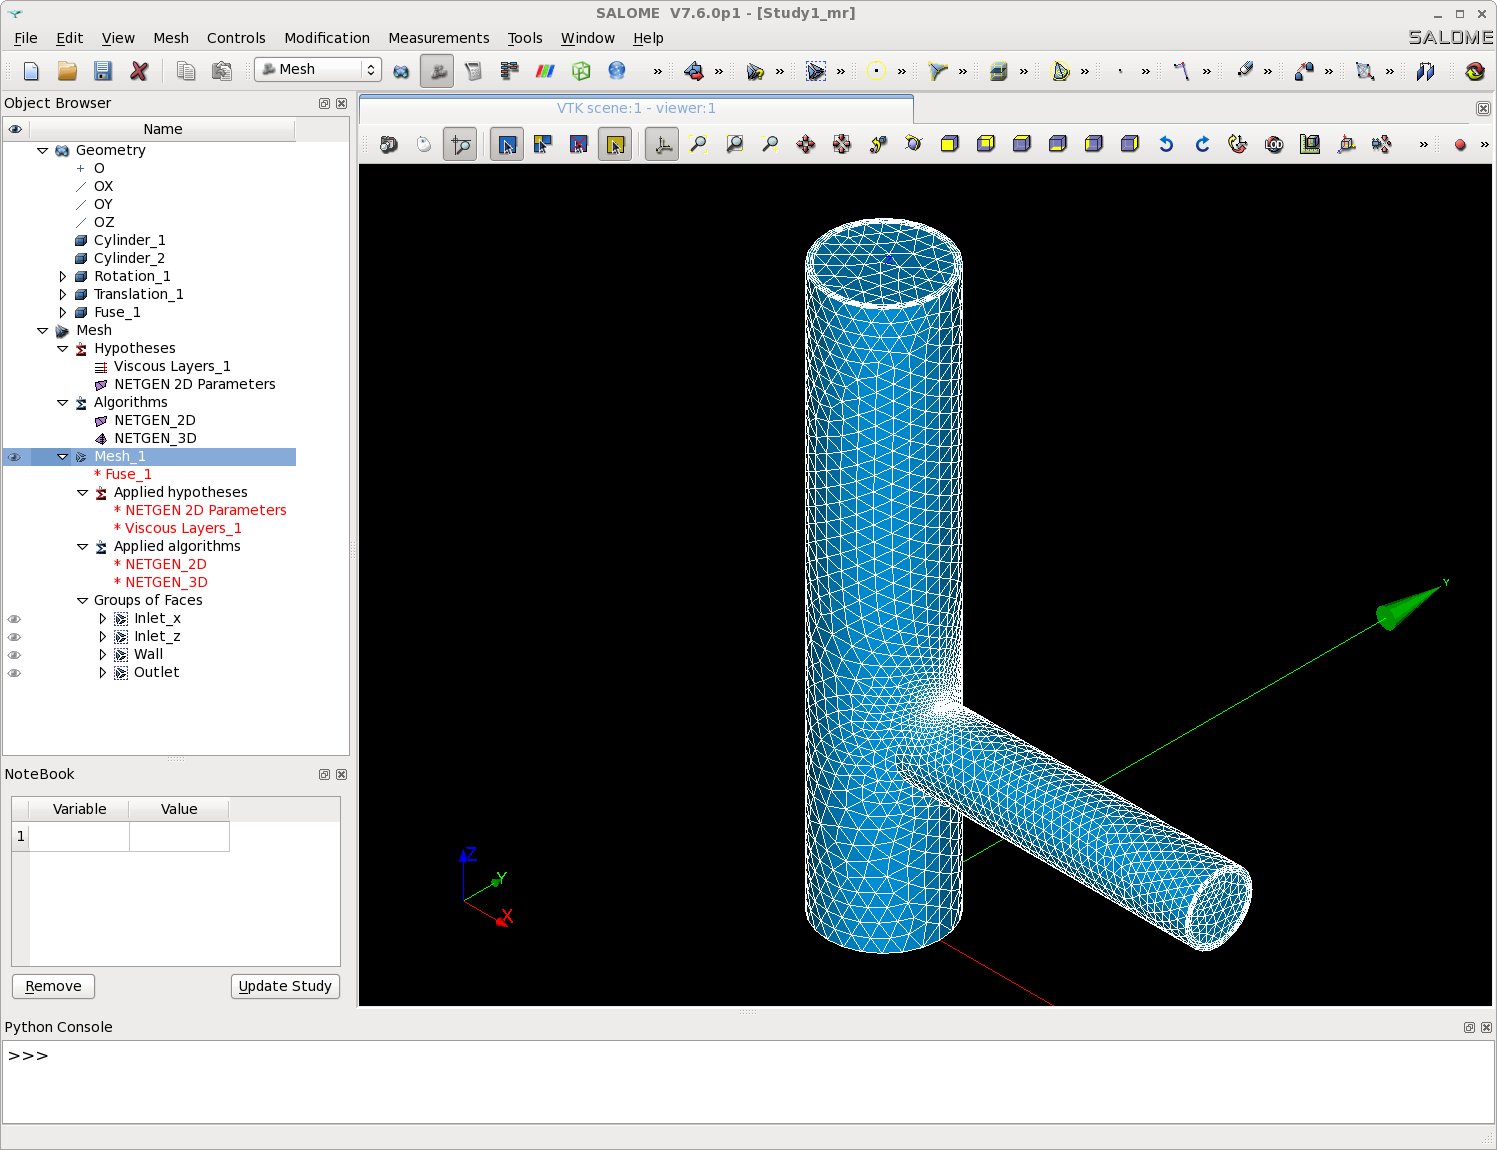 SALOME V7.6.0p1 - [Study1_mr]
File Edit View Mesh Controls Modification Measurements Tools Window Help
SALOME
Mesh
» » » » » » » » » »
Object Browser
VTK scene:1 - viewer:1
Name
LOD
» »
Geometry
O
OX
OY
OZ
Cylinder_1
Cylinder_2
Rotation_1
Translation_1
Fuse_1
Mesh
Hypotheses
Viscous Layers_1
NETGEN 2D Parameters
Algorithms
NETGEN_2D
NETGEN_3D
Mesh_1
* Fuse_1
Applied hypotheses
* NETGEN 2D Parameters
* Viscous Layers_1
Applied algorithms
* NETGEN_2D
* NETGEN_3D
Groups of Faces
Inlet_x
Inlet_z
Wall
Outlet
Y
Z
Y
X
NoteBook
Variable Value
1
Remove Update Study
Python Console
>>>